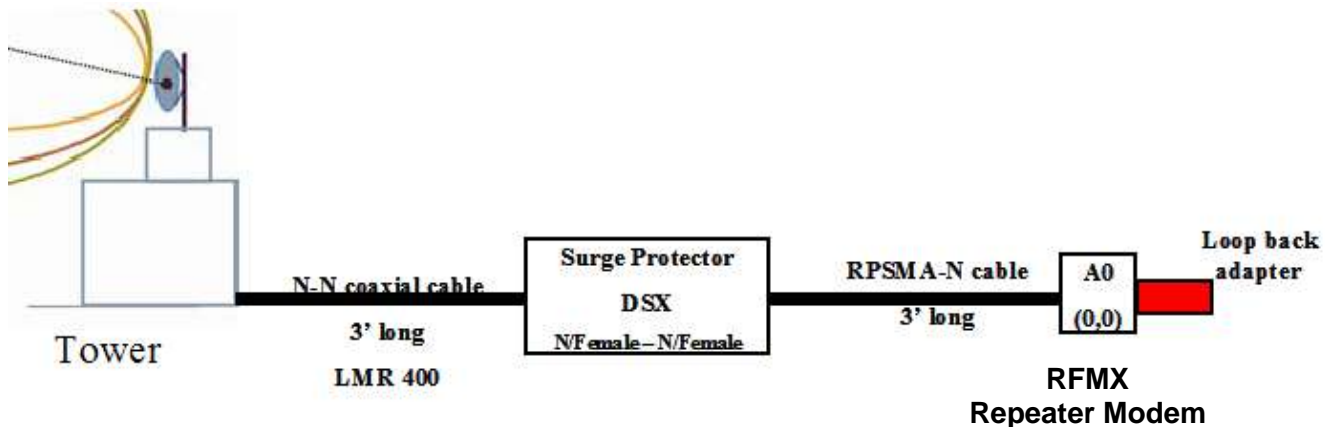 Tower
N-N coaxial cable
3' long
LMR 400
Surge Protector
DSX
N/Female – N/Female
RPSMA-N cable
3' long
A0
(0,0)
Loop back
adapter
RFMX
Repeater Modem